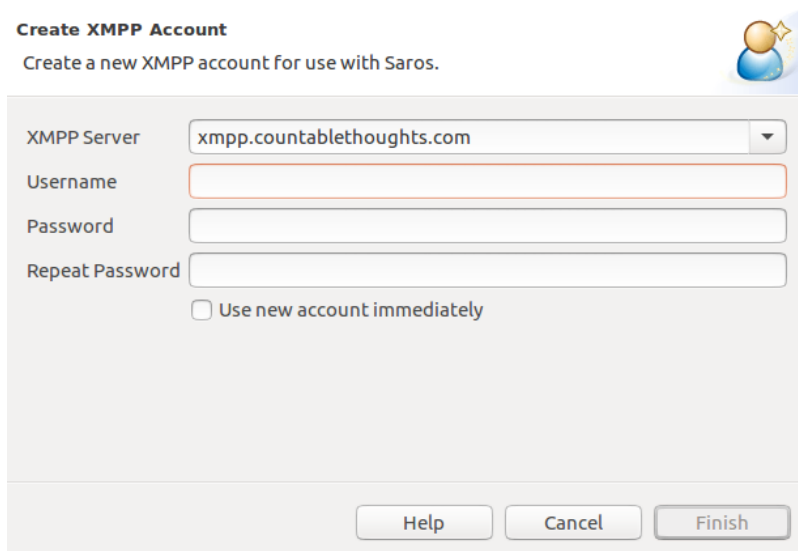 Create XMPP Account
Create a new XMPP account for use with Saros.
XMPP Server xmpp.countablethoughts.com
Username
Password
Repeat Password
Use new account immediately
Help Cancel Finish